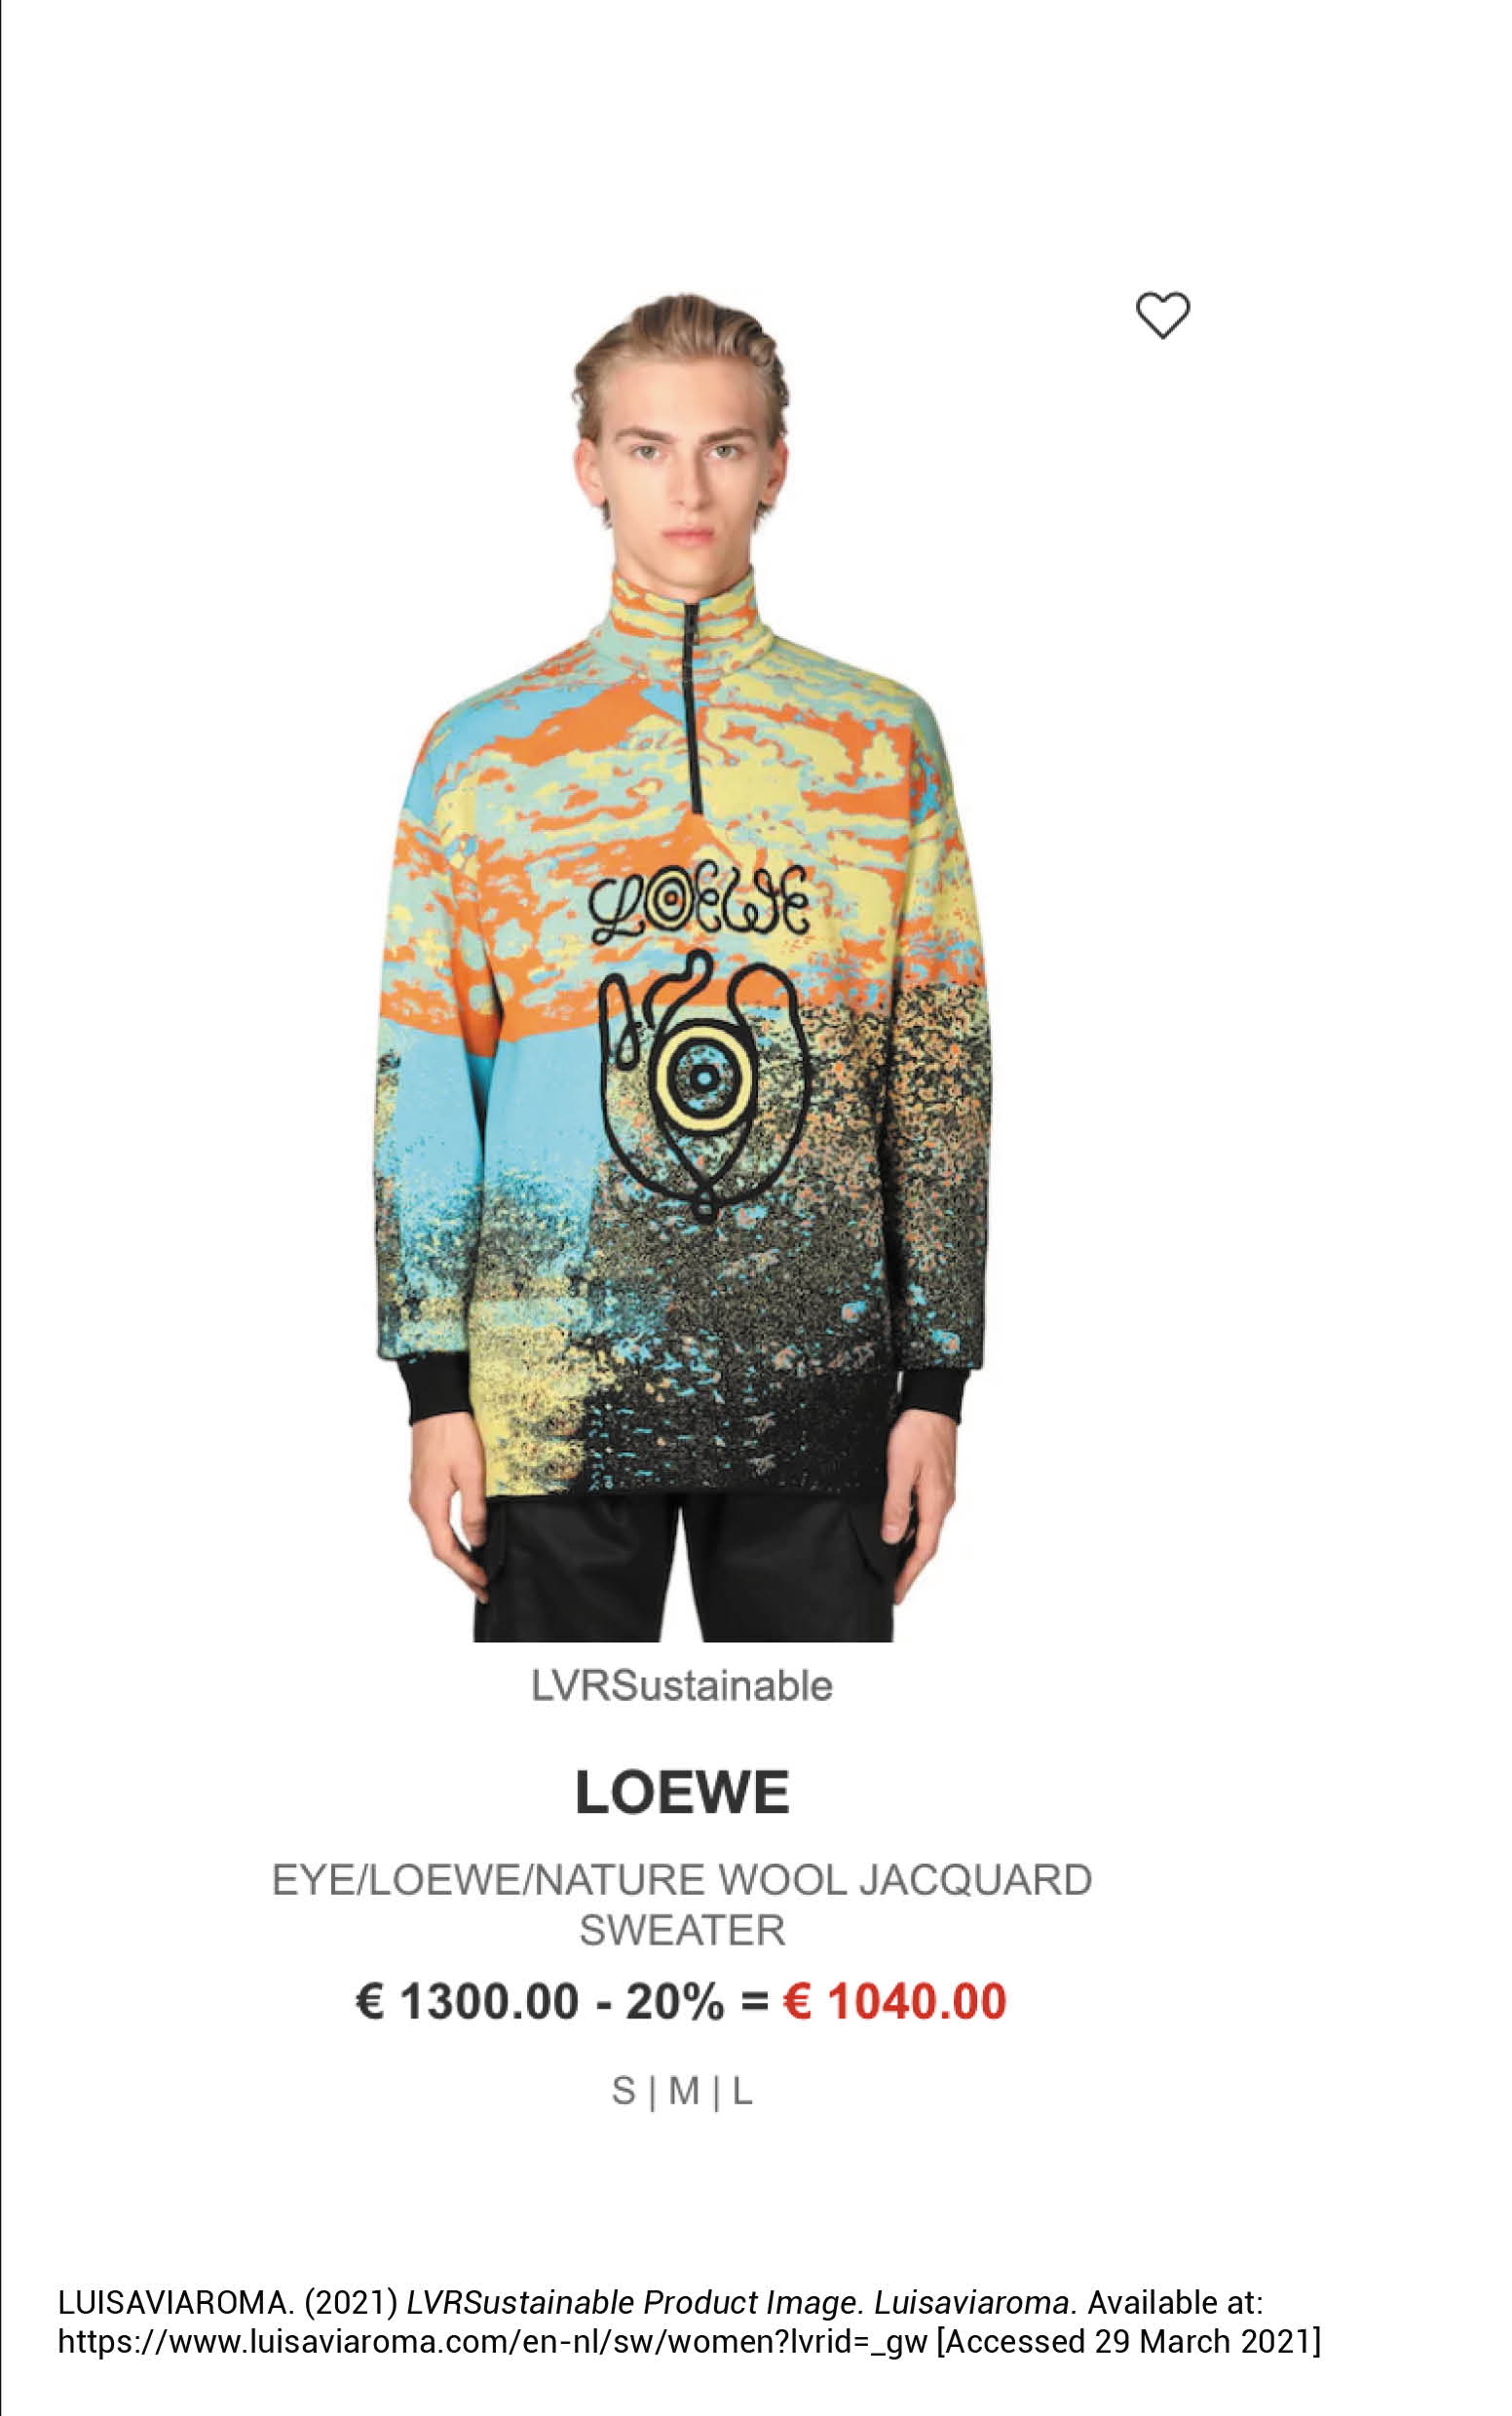 LOEWE
LVRSustainable
LOEWE
EYE/LOEWE/NATURE WOOL JACQUARD
SWEATER
€ 1300.00 - 20% = € 1040.00
S | M | L
LUISAVIAROMA. (2021) LVRSustainable Product Image. Luisaviaroma. Available at:
https://www.luisaviaroma.com/en-nl/sw/women?lvrid=_gw [Accessed 29 March 2021]